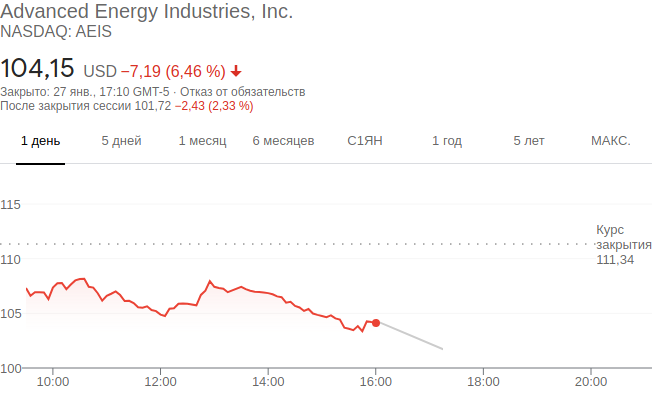 Advanced Energy Industries, Inc.
NASDAQ: AEIS
104,15 USD −7,19 (6,46 %)
Закрыто: 27 янв., 17:10 GMT-5 · Отказ от обязательств
После закрытия сессии 101,72 −2,43 (2,33 %)
1 день 5 дней 1 месяц 6 месяцев С1ЯН 1 год 5 лет МАКС.
115
Курс
закрытия
111,34
110
105
100
10:00 12:00 14:00 16:00 18:00 20:00